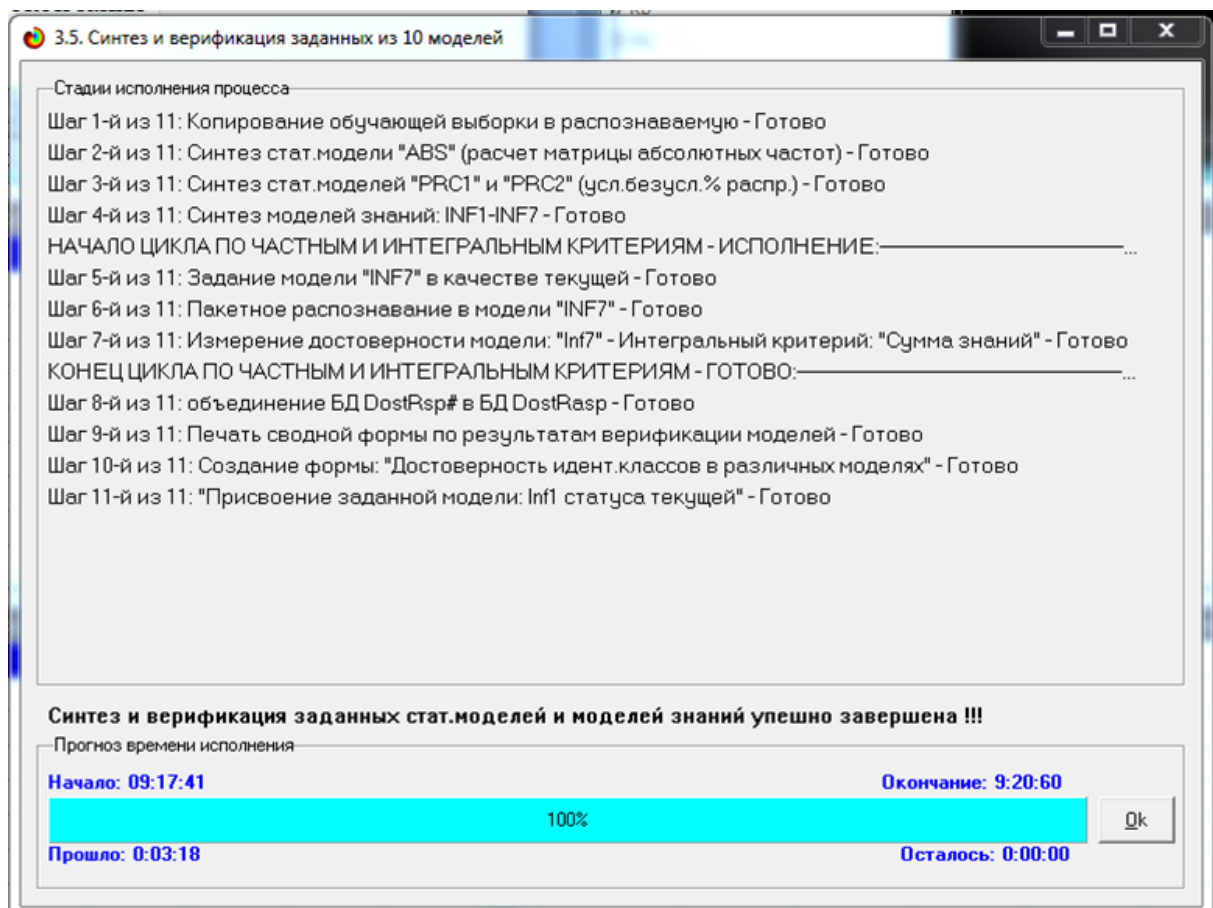 3.5. Синтез и верификация заданных из 10 моделей
Стадии исполнения процесса
Шаг 1-й из 11: Копирование обучающей выборки в распознаваемую - Готово
Шаг 2-й из 11: Синтез стат.модели "ABS" (расчет матрицы абсолютных частот) - Готово
Шаг 3-й из 11: Синтез стат.моделей "PRC1" и "PRC2" (усл.безусл.% распр.) - Готово
Шаг 4-й из 11: Синтез моделей знаний: INF1-INF7 - Готово
НАЧАЛО ЦИКЛА ПО ЧАСТНЫМ И ИНТЕГРАЛЬНЫМ КРИТЕРИЯМ - ИСПОЛНЕНИЕ:────────────...
Шаг 5-й из 11: Задание модели "INF7" в качестве текущей - Готово
Шаг 6-й из 11: Пакетное распознавание в модели "INF7" - Готово
Шаг 7-й из 11: Измерение достоверности модели: "Inf7" - Интегральный критерий: "Сумма знаний" - Готово
КОНЕЦ ЦИКЛА ПО ЧАСТНЫМ И ИНТЕГРАЛЬНЫМ КРИТЕРИЯМ - ГОТОВО:────────────────...
Шаг 8-й из 11: объединение БД DostRsp# в БД DostRasp - Готово
Шаг 9-й из 11: Печать сводной формы по результатам верификации моделей - Готово
Шаг 10-й из 11: Создание формы: "Достоверность идент.классов в различных моделях" - Готово
Шаг 11-й из 11: "Присвоение заданной модели: Inf1 статуса текущей" - Готово
Синтез и верификация заданных стат.моделей и моделей знаний упешно завершена !!!
Прогноз времени исполнения
Начало: 09:17:41 Окончание: 9:20:60
100% Ok
Прошло: 0:03:18 Осталось: 0:00:00